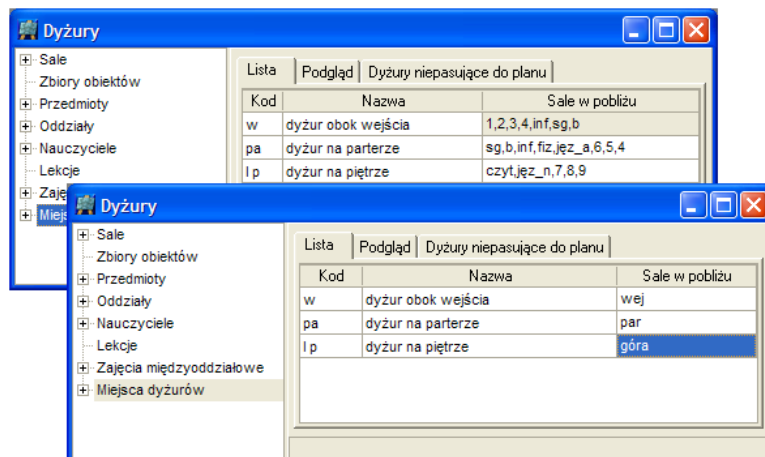 Dyżury
Sale
Zbiory obiektów
Przedmioty
Oddziały
Nauczyciele
Lekcje
Zaję
Miejs
Lista Podgląd Dyżury niepasujące do planu
Kod Nazwa Sale w pobliżu
w dyżur obok wejścia 1,2,3,4,inf,sg,b
pa dyżur na parterze sg,b,inf,fiz,jęz_a,6,5,4
I p dyżur na piętrze czyt,jęz_n,7,8,9
Dyżury
Sale
Zbiory obiektów
Przedmioty
Oddziały
Nauczyciele
Lekcje
Zajęcia międzyoddziałowe
Miejsca dyżurów
Lista Podgląd Dyżury niepasujące do planu
Kod Nazwa Sale w pobliżu
w dyżur obok wejścia wej
pa dyżur na parterze par
I p dyżur na piętrze góra